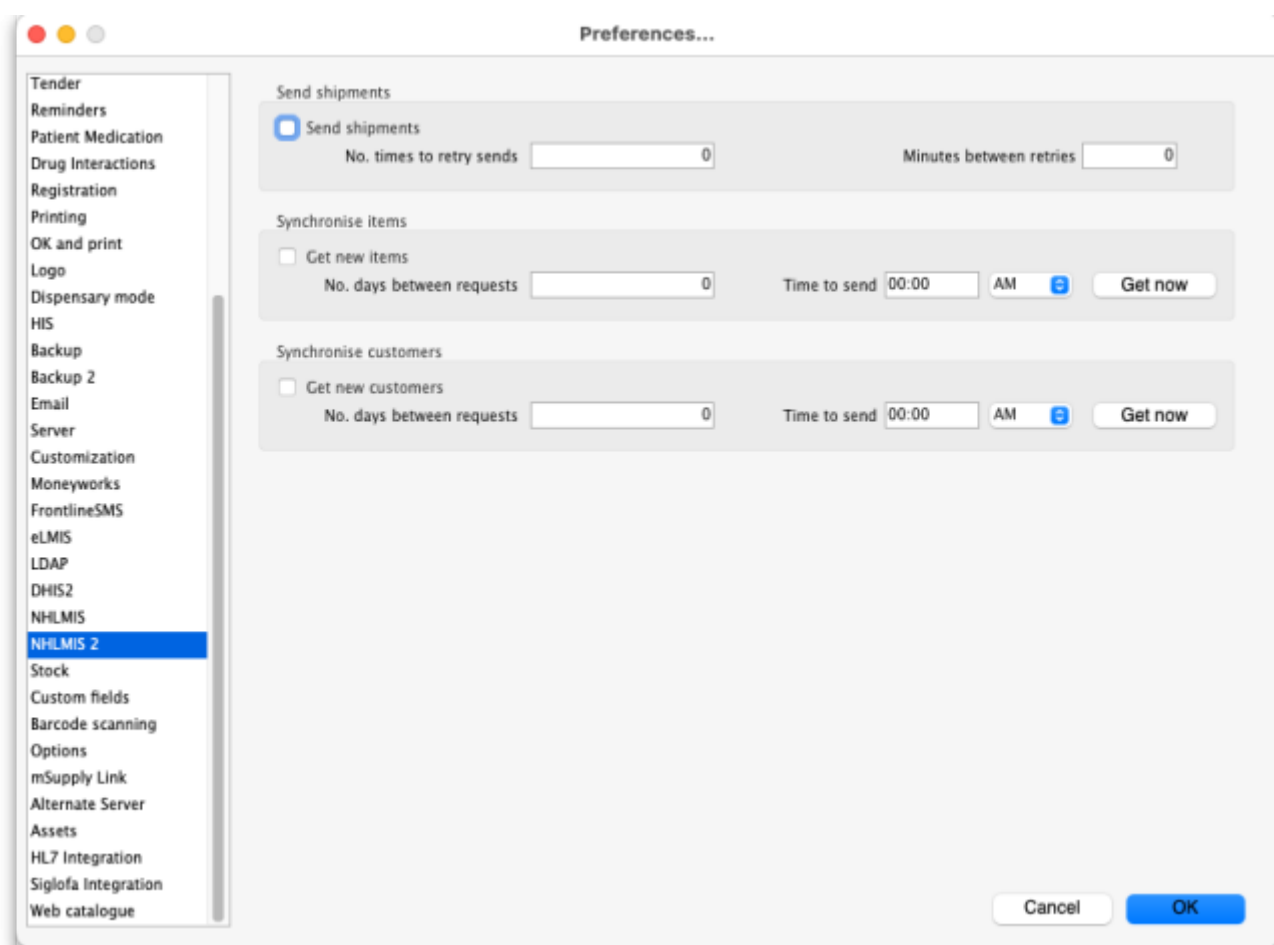 Preferences...
Tender
Reminders
Patient Medication
Drug Interactions
Registration
Printing
OK and print
Logo
Dispensary mode
HIS
Backup
Backup 2
Email
Server
Customization
Moneyworks
FrontlineSMS
eLMIS
LDAP
DHIS2
NHLMIS
NHLMIS 2
Stock
Custom fields
Barcode scanning
Options
mSupply Link
Alternate Server
Assets
HL7 Integration
Siglofa Integration
Web catalogue
Send shipments
Send shipments
No. times to retry sends 0 Minutes between retries 0
Synchronise items
Get new items
No. days between requests 0 Time to send 00:00 AM Get now
Synchronise customers
Get new customers
No. days between requests 0 Time to send 00:00 AM Get now
Cancel OK